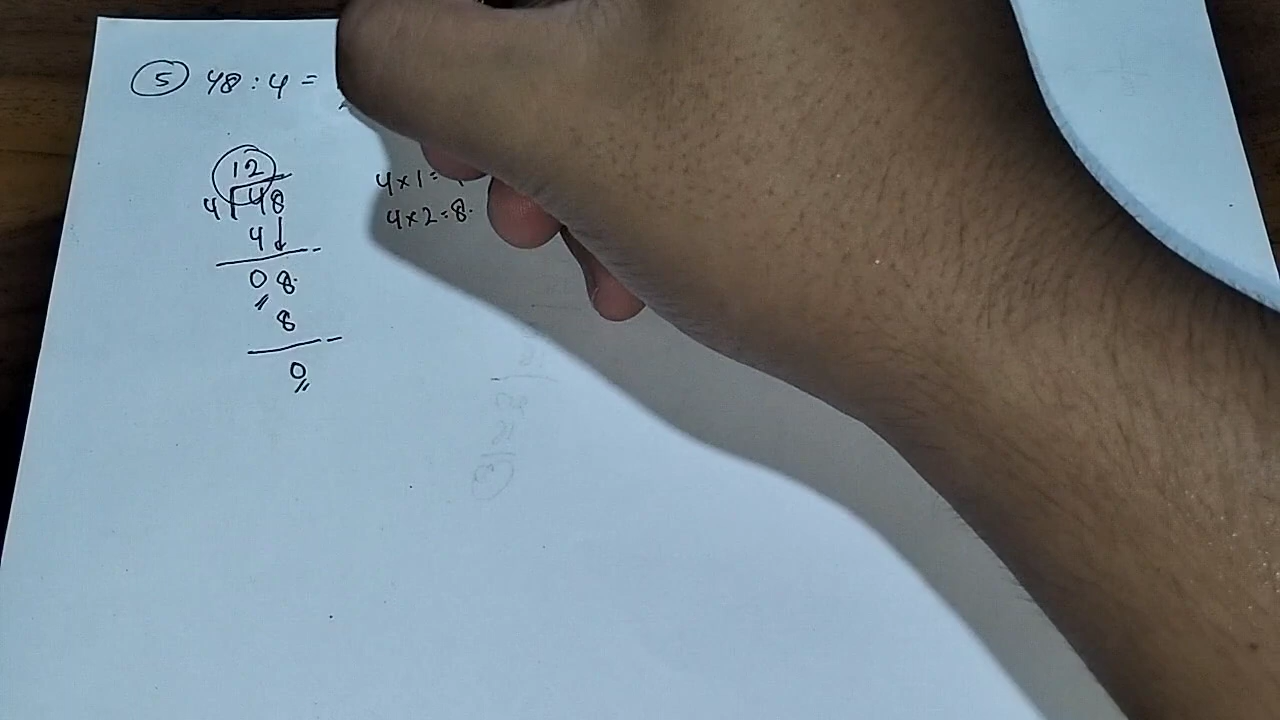 5 48 : 4 =
12
4 48
4
08.
8
0
4 × 1 =
4 × 2 = 8.